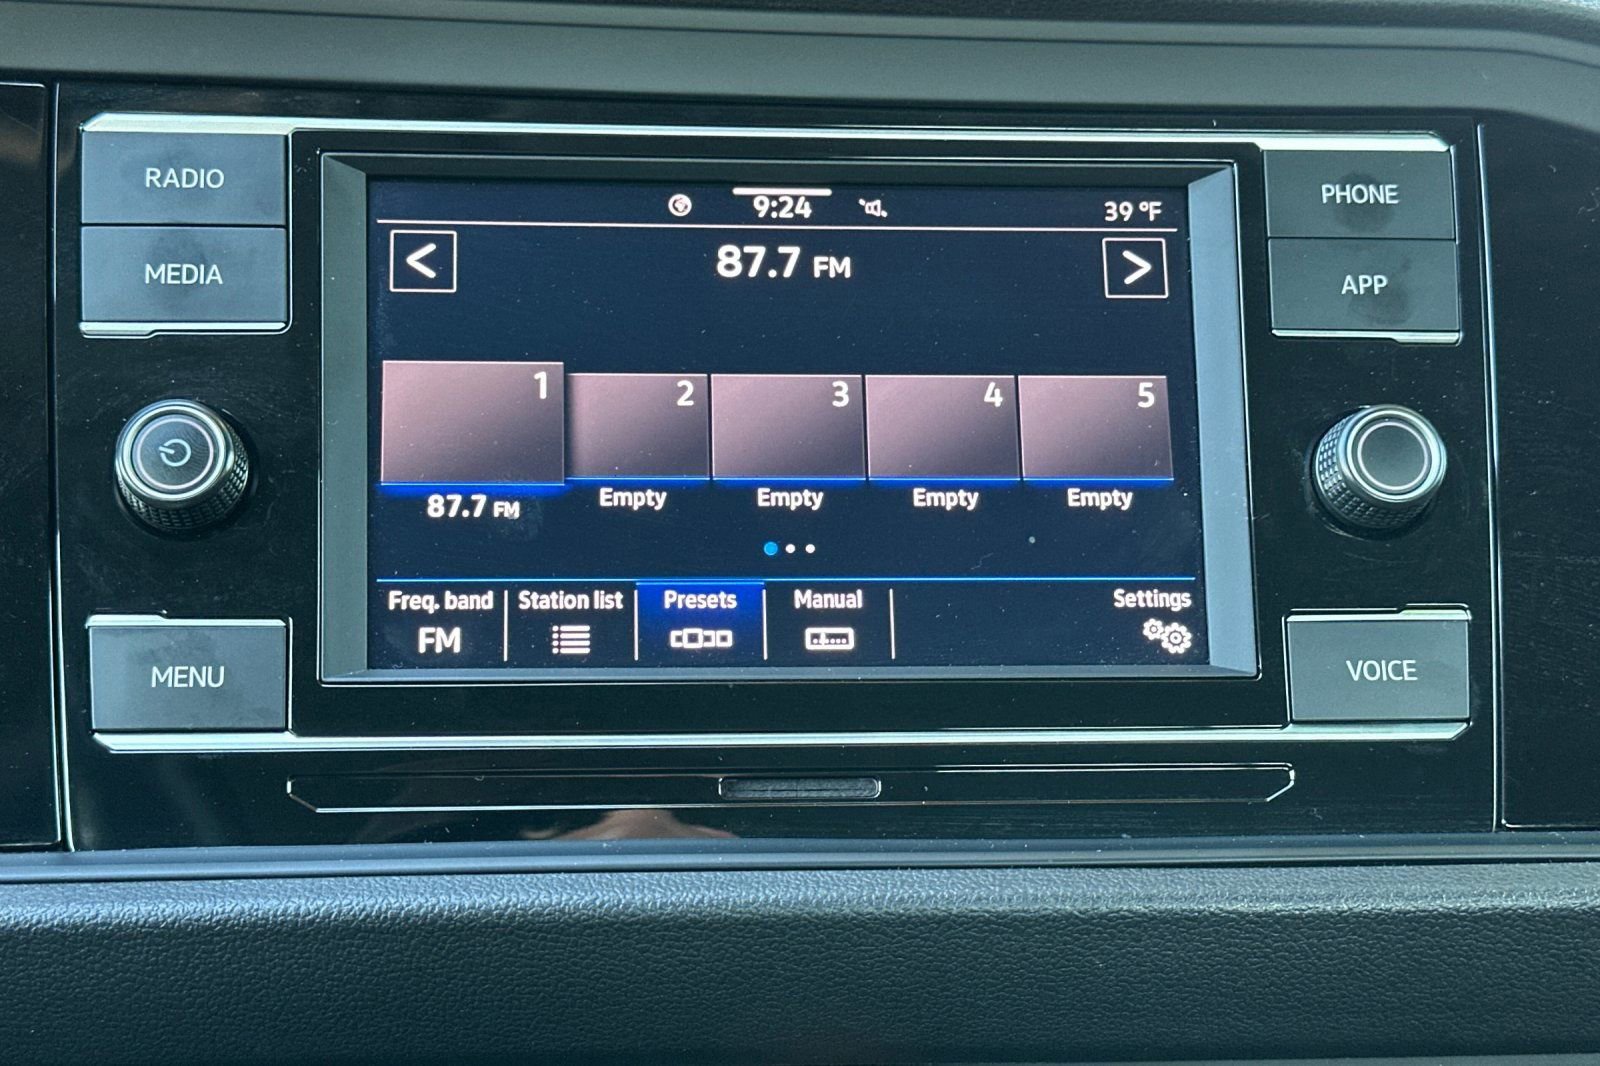 RADIO
MEDIA
MENU
9:24
39 °F
<
87.7 FM
>
1
2
3
4
5
87.7 FM
Empty
Empty
Empty
Empty
Freq. band
FM
Station list
Presets
Manual
Settings
PHONE
APP
VOICE